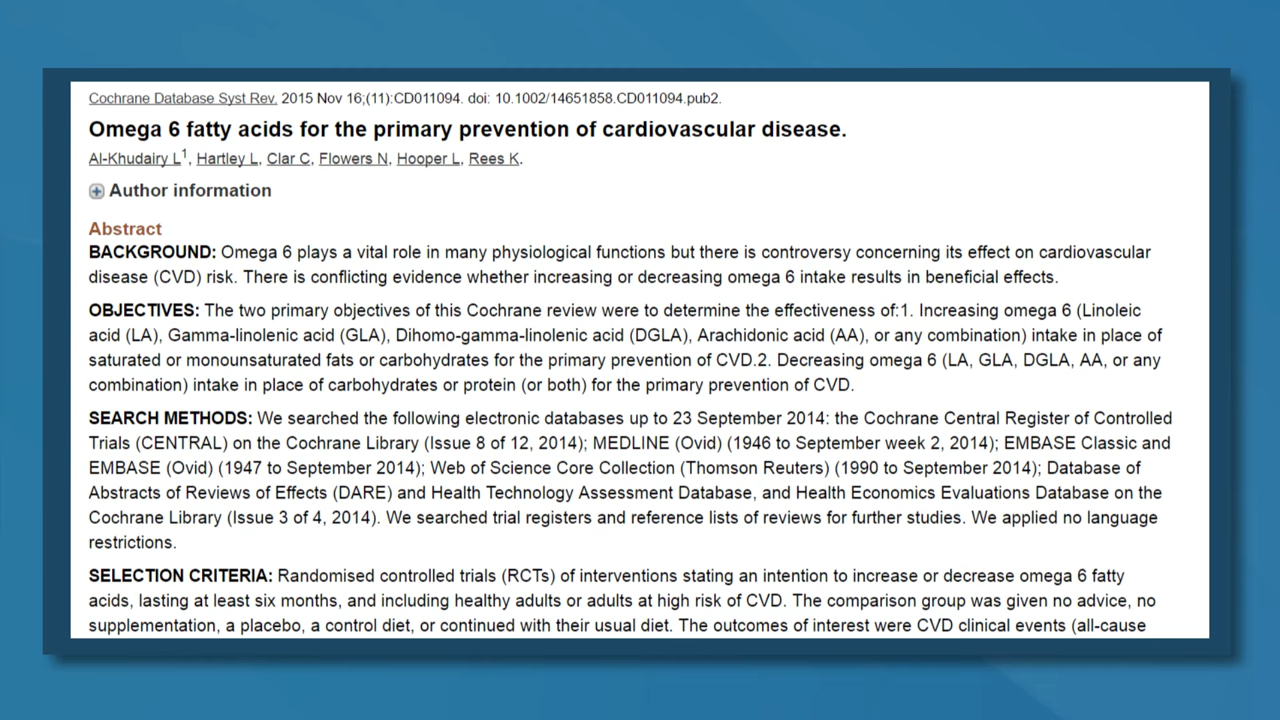 Cochrane Database Syst Rev. 2015 Nov 16;(11):CD011094. doi: 10.1002/14651858.CD011094.pub2.
Omega 6 fatty acids for the primary prevention of cardiovascular disease.
Al-Khudairy L1, Hartley L, Clar C, Flowers N, Hooper L, Rees K.
Author information
Abstract
BACKGROUND: Omega 6 plays a vital role in many physiological functions but there is controversy concerning its effect on cardiovascular
disease (CVD) risk. There is conflicting evidence whether increasing or decreasing omega 6 intake results in beneficial effects.
OBJECTIVES: The two primary objectives of this Cochrane review were to determine the effectiveness of:1. Increasing omega 6 (Linoleic
acid (LA), Gamma-linolenic acid (GLA), Dihomo-gamma-linolenic acid (DGLA), Arachidonic acid (AA), or any combination) intake in place of
saturated or monounsaturated fats or carbohydrates for the primary prevention of CVD.2. Decreasing omega 6 (LA, GLA, DGLA, AA, or any
combination) intake in place of carbohydrates or protein (or both) for the primary prevention of CVD.
SEARCH METHODS: We searched the following electronic databases up to 23 September 2014: the Cochrane Central Register of Controlled
Trials (CENTRAL) on the Cochrane Library (Issue 8 of 12, 2014); MEDLINE (Ovid) (1946 to September week 2, 2014); EMBASE Classic and
EMBASE (Ovid) (1947 to September 2014); Web of Science Core Collection (Thomson Reuters) (1990 to September 2014); Database of
Abstracts of Reviews of Effects (DARE) and Health Technology Assessment Database, and Health Economics Evaluations Database on the
Cochrane Library (Issue 3 of 4, 2014). We searched trial registers and reference lists of reviews for further studies. We applied no language
restrictions.
SELECTION CRITERIA: Randomised controlled trials (RCTs) of interventions stating an intention to increase or decrease omega 6 fatty
acids, lasting at least six months, and including healthy adults or adults at high risk of CVD. The comparison group was given no advice, no
supplementation, a placebo, a control diet, or continued with their usual diet. The outcomes of interest were CVD clinical events (all-cause